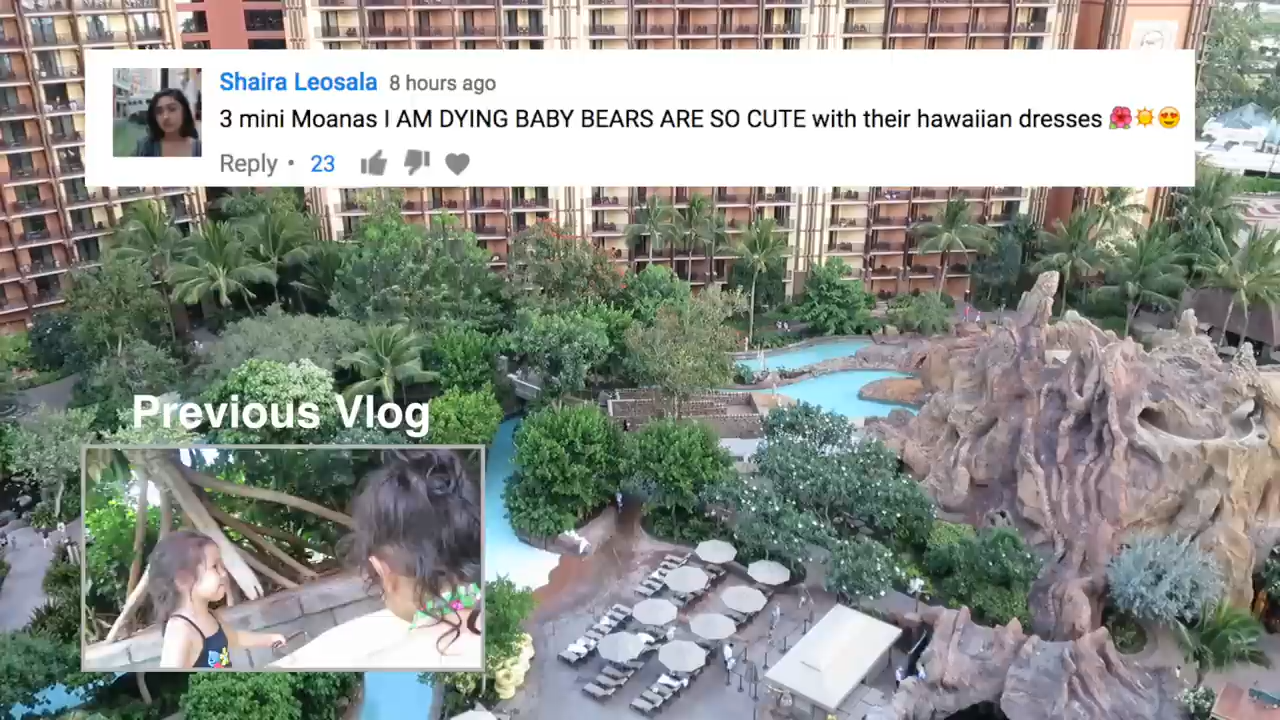 Shaira Leosala 8 hours ago
3 mini Moanas I AM DYING BABY BEARS ARE SO CUTE with their hawaiian dresses 🌺☀️😍
Reply • 23
Previous Vlog